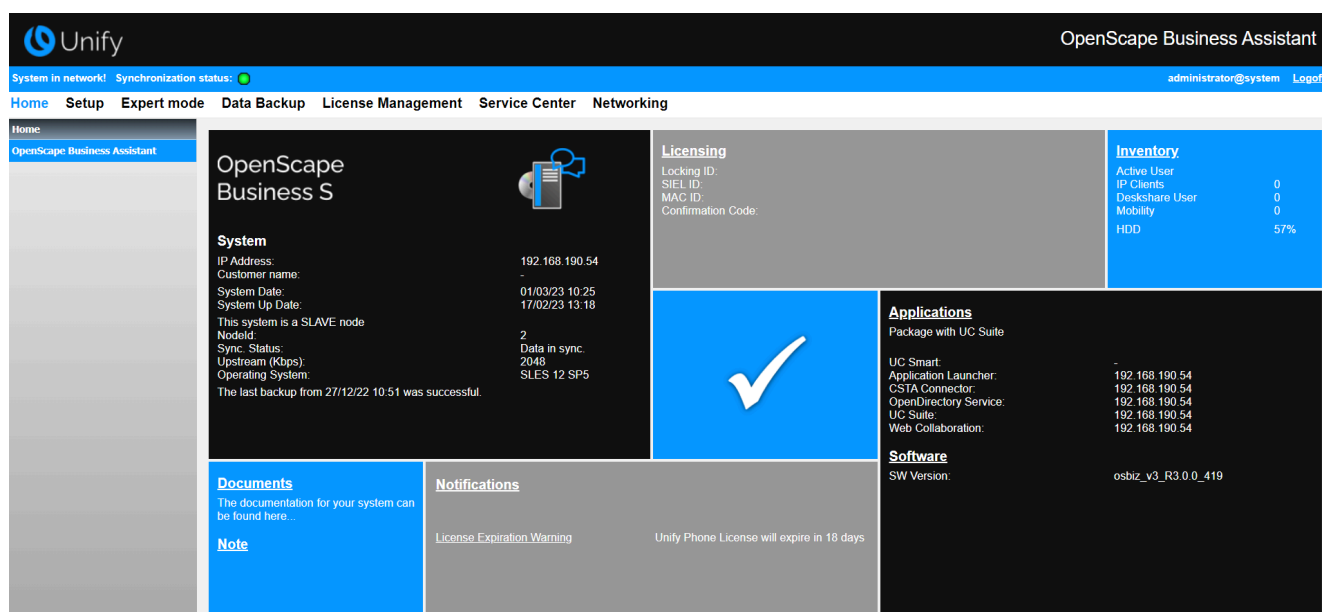 Unify
OpenScape Business Assistant
System in network! Synchronization status:
administrator@system Logoff
Home Setup Expert mode Data Backup License Management Service Center Networking
Home
OpenScape Business Assistant
OpenScape
Business S
System
IP Address: 192.168.190.54
Customer name: -
System Date: 01/03/23 10:25
System Up Date: 17/02/23 13:18
This system is a SLAVE node
NodeId: 2
Sync. Status: Data in sync.
Upstream (Kbps): 2048
Operating System: SLES 12 SP5
The last backup from 27/12/22 10:51 was successful.
Licensing
Locking ID:
SIEL ID:
MAC ID:
Confirmation Code:
Inventory
Active User
IP Clients 0
Deskshare User 0
Mobility 0
HDD 57%
Applications
Package with UC Suite
UC Smart: -
Application Launcher: 192.168.190.54
CSTA Connector: 192.168.190.54
OpenDirectory Service: 192.168.190.54
UC Suite: 192.168.190.54
Web Collaboration: 192.168.190.54
Software
SW Version: osbiz_v3_R3.0.0_419
Documents
The documentation for your system can
be found here...
Note
Notifications
License Expiration Warning Unify Phone License will expire in 18 days